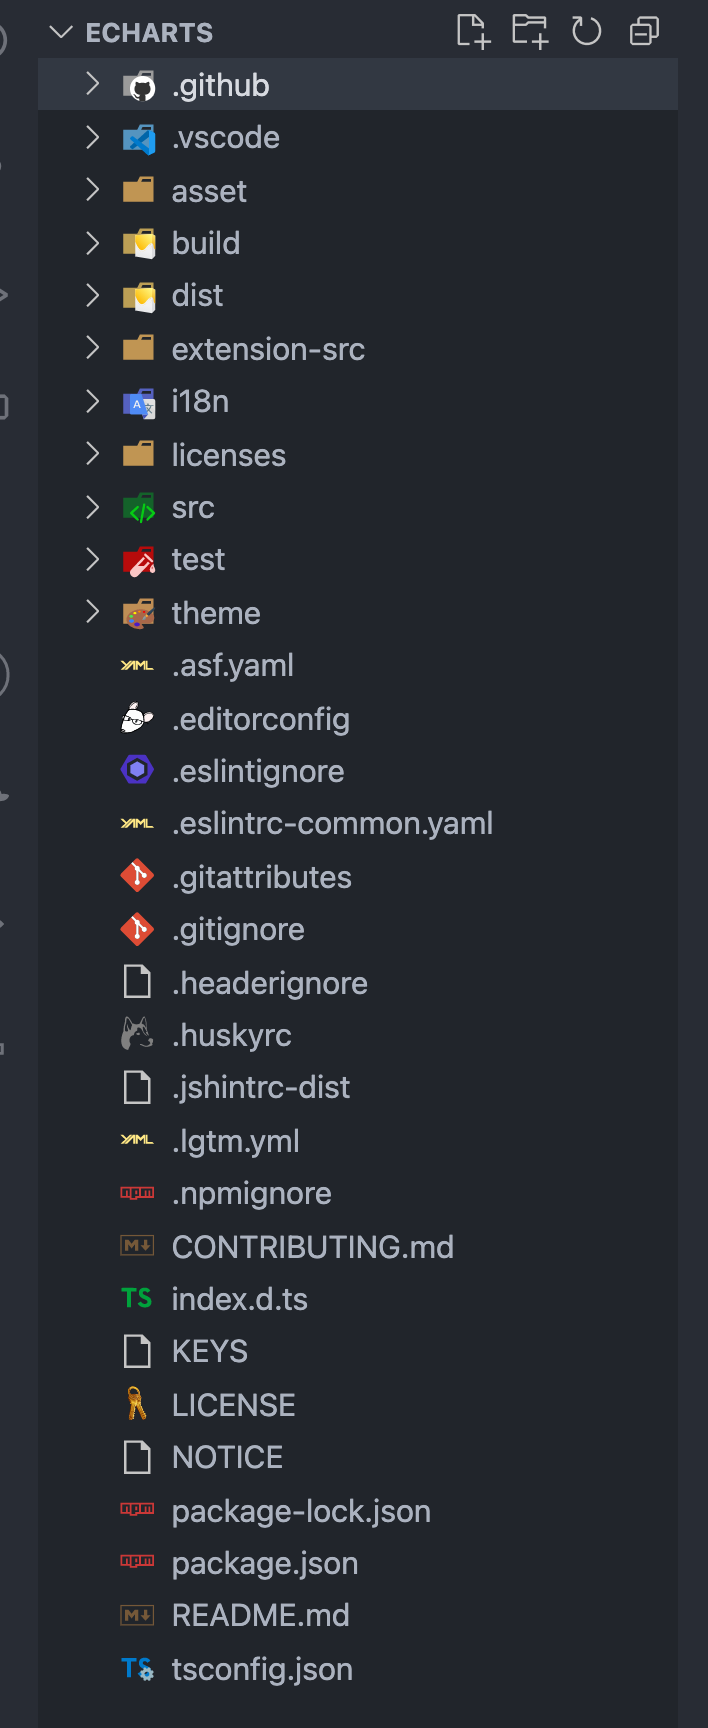 ECHARTS
.github
.vscode
asset
build
dist
extension-src
i18n
licenses
src
test
theme
.asf.yaml
.editorconfig
.eslintignore
.eslintrc-common.yaml
.gitattributes
.gitignore
.headerignore
.huskyrc
.jshintrc-dist
.lgtm.yml
.npmignore
CONTRIBUTING.md
index.d.ts
KEYS
LICENSE
NOTICE
package-lock.json
package.json
README.md
tsconfig.json